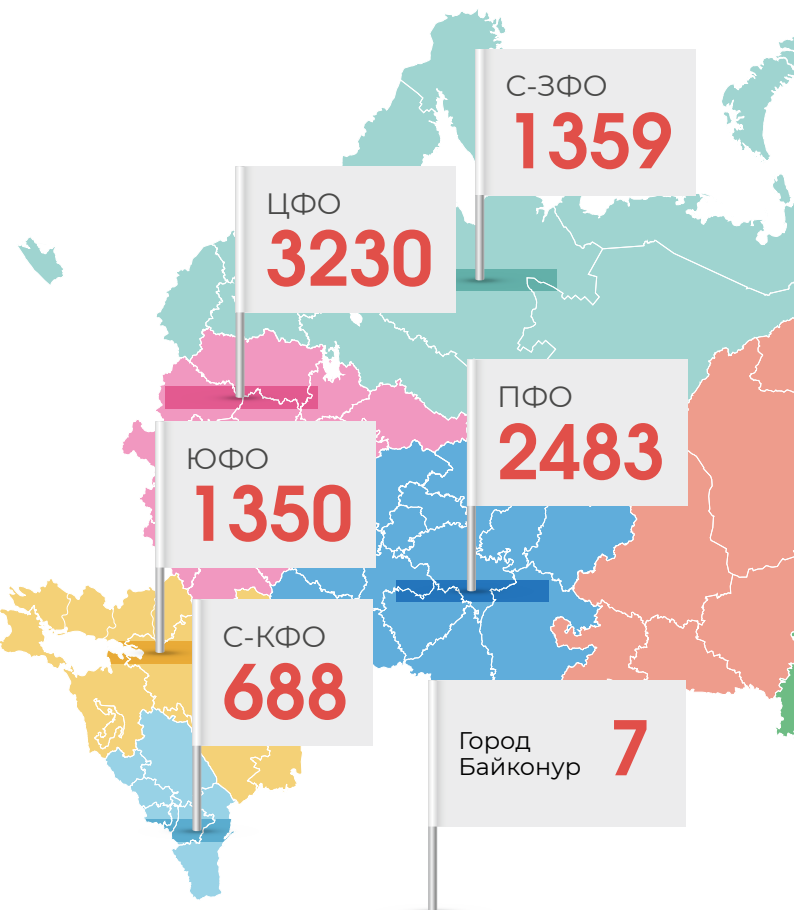 С-ЗФО
1359
ЦФО
3230
ПФО
2483
ЮФО
1350
С-КФО
688
Город
Байконур
7